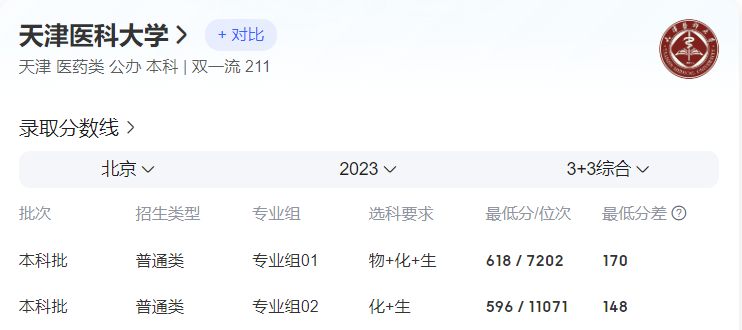 天津医科大学 + 对比
天津 医药类 公办 本科 | 双一流 211
录取分数线
北京 2023 3+3综合
批次 招生类型 专业组 选科要求 最低分/位次 最低分差 ?
本科批 普通类 专业组01 物+化+生 618 / 7202 170
本科批 普通类 专业组02 化+生 596 / 11071 148